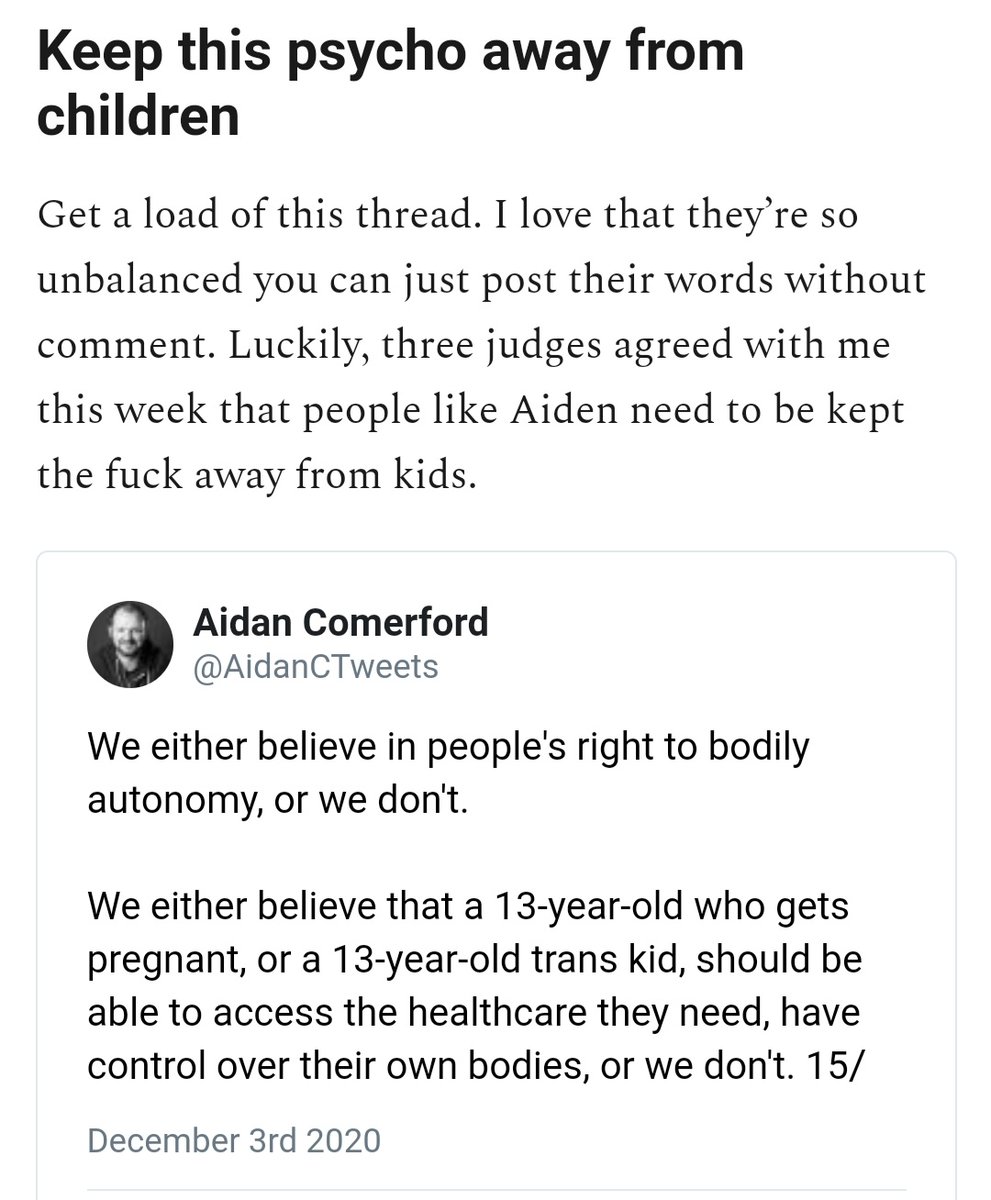 Keep this psycho away from
children
Get a load of this thread. I love that they’re so
unbalanced you can just post their words without
comment. Luckily, three judges agreed with me
this week that people like Aiden need to be kept
the fuck away from kids.
Aidan Comerford
@AidanCTweets
We either believe in people's right to bodily
autonomy, or we don't.
We either believe that a 13-year-old who gets
pregnant, or a 13-year-old trans kid, should be
able to access the healthcare they need, have
control over their own bodies, or we don't. 15/
December 3rd 2020